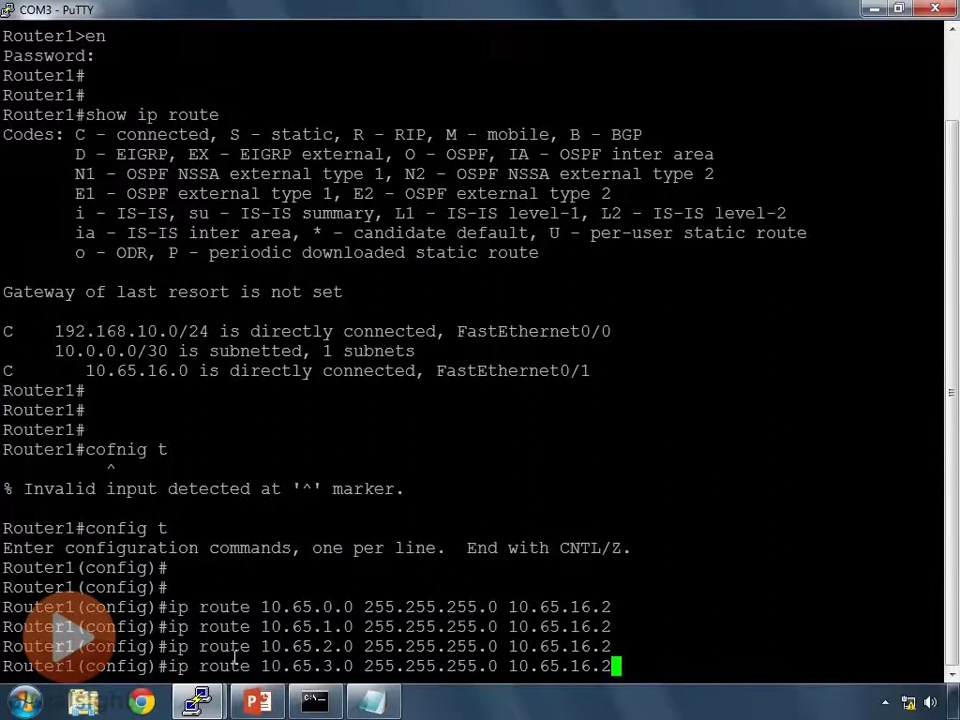 COM3 - PuTTY
Router1>en
Password:
Router1#
Router1#
Router1#show ip route
Codes: C - connected, S - static, R - RIP, M - mobile, B - BGP
       D - EIGRP, EX - EIGRP external, O - OSPF, IA - OSPF inter area
       N1 - OSPF NSSA external type 1, N2 - OSPF NSSA external type 2
       E1 - OSPF external type 1, E2 - OSPF external type 2
       i - IS-IS, su - IS-IS summary, L1 - IS-IS level-1, L2 - IS-IS level-2
       ia - IS-IS inter area, * - candidate default, U - per-user static route
       o - ODR, P - periodic downloaded static route
Gateway of last resort is not set
C    192.168.10.0/24 is directly connected, FastEthernet0/0
     10.0.0.0/30 is subnetted, 1 subnets
C       10.65.16.0 is directly connected, FastEthernet0/1
Router1#
Router1#
Router1#
Router1#cofnig t
          ^
% Invalid input detected at '^' marker.
Router1#config t
Enter configuration commands, one per line.  End with CNTL/Z.
Router1(config)#
Router1(config)#
Router1(config)#ip route 10.65.0.0 255.255.255.0 10.65.16.2
Router1(config)#ip route 10.65.1.0 255.255.255.0 10.65.16.2
Router1(config)#ip route 10.65.2.0 255.255.255.0 10.65.16.2
Router1(config)#ip route 10.65.3.0 255.255.255.0 10.65.16.2